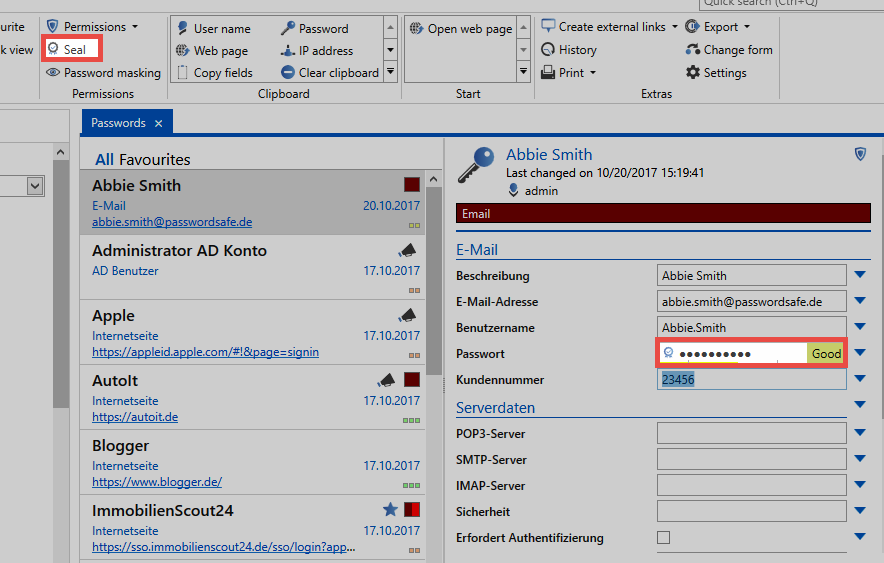 Quick search (Ctrl+Q)
Permissions
Seal
k view
Password masking
Permissions
User name
Password
Web page
IP address
Copy fields
Clear clipboard
Clipboard
Open web page
Start
Create external links
Export
History
Change form
Print
Settings
Extras
Passwords
All Favourites
Abbie Smith
E-Mail 20.10.2017
abbie.smith@passwordsafe.de
Administrator AD Konto
AD Benutzer 17.10.2017
Apple
Internetseite 17.10.2017
https://appleid.apple.com/#!&page=signin
AutoIt
Internetseite 17.10.2017
https://autoit.de
Blogger
Internetseite 17.10.2017
https://www.blogger.de/
ImmobilienScout24
Internetseite 17.10.2017
https://sso.immobilienscout24.de/sso/login?app...
Abbie Smith
Last changed on 10/20/2017 15:19:41
admin
Email
E-Mail
Beschreibung Abbie Smith
E-Mail-Adresse abbie.smith@passwordsafe.de
Benutzername Abbie.Smith
Passwort ●●●●●●●●●● Good
Kundennummer 23456
Serverdaten
POP3-Server
SMTP-Server
IMAP-Server
Sicherheit
Erfordert Authentifizierung